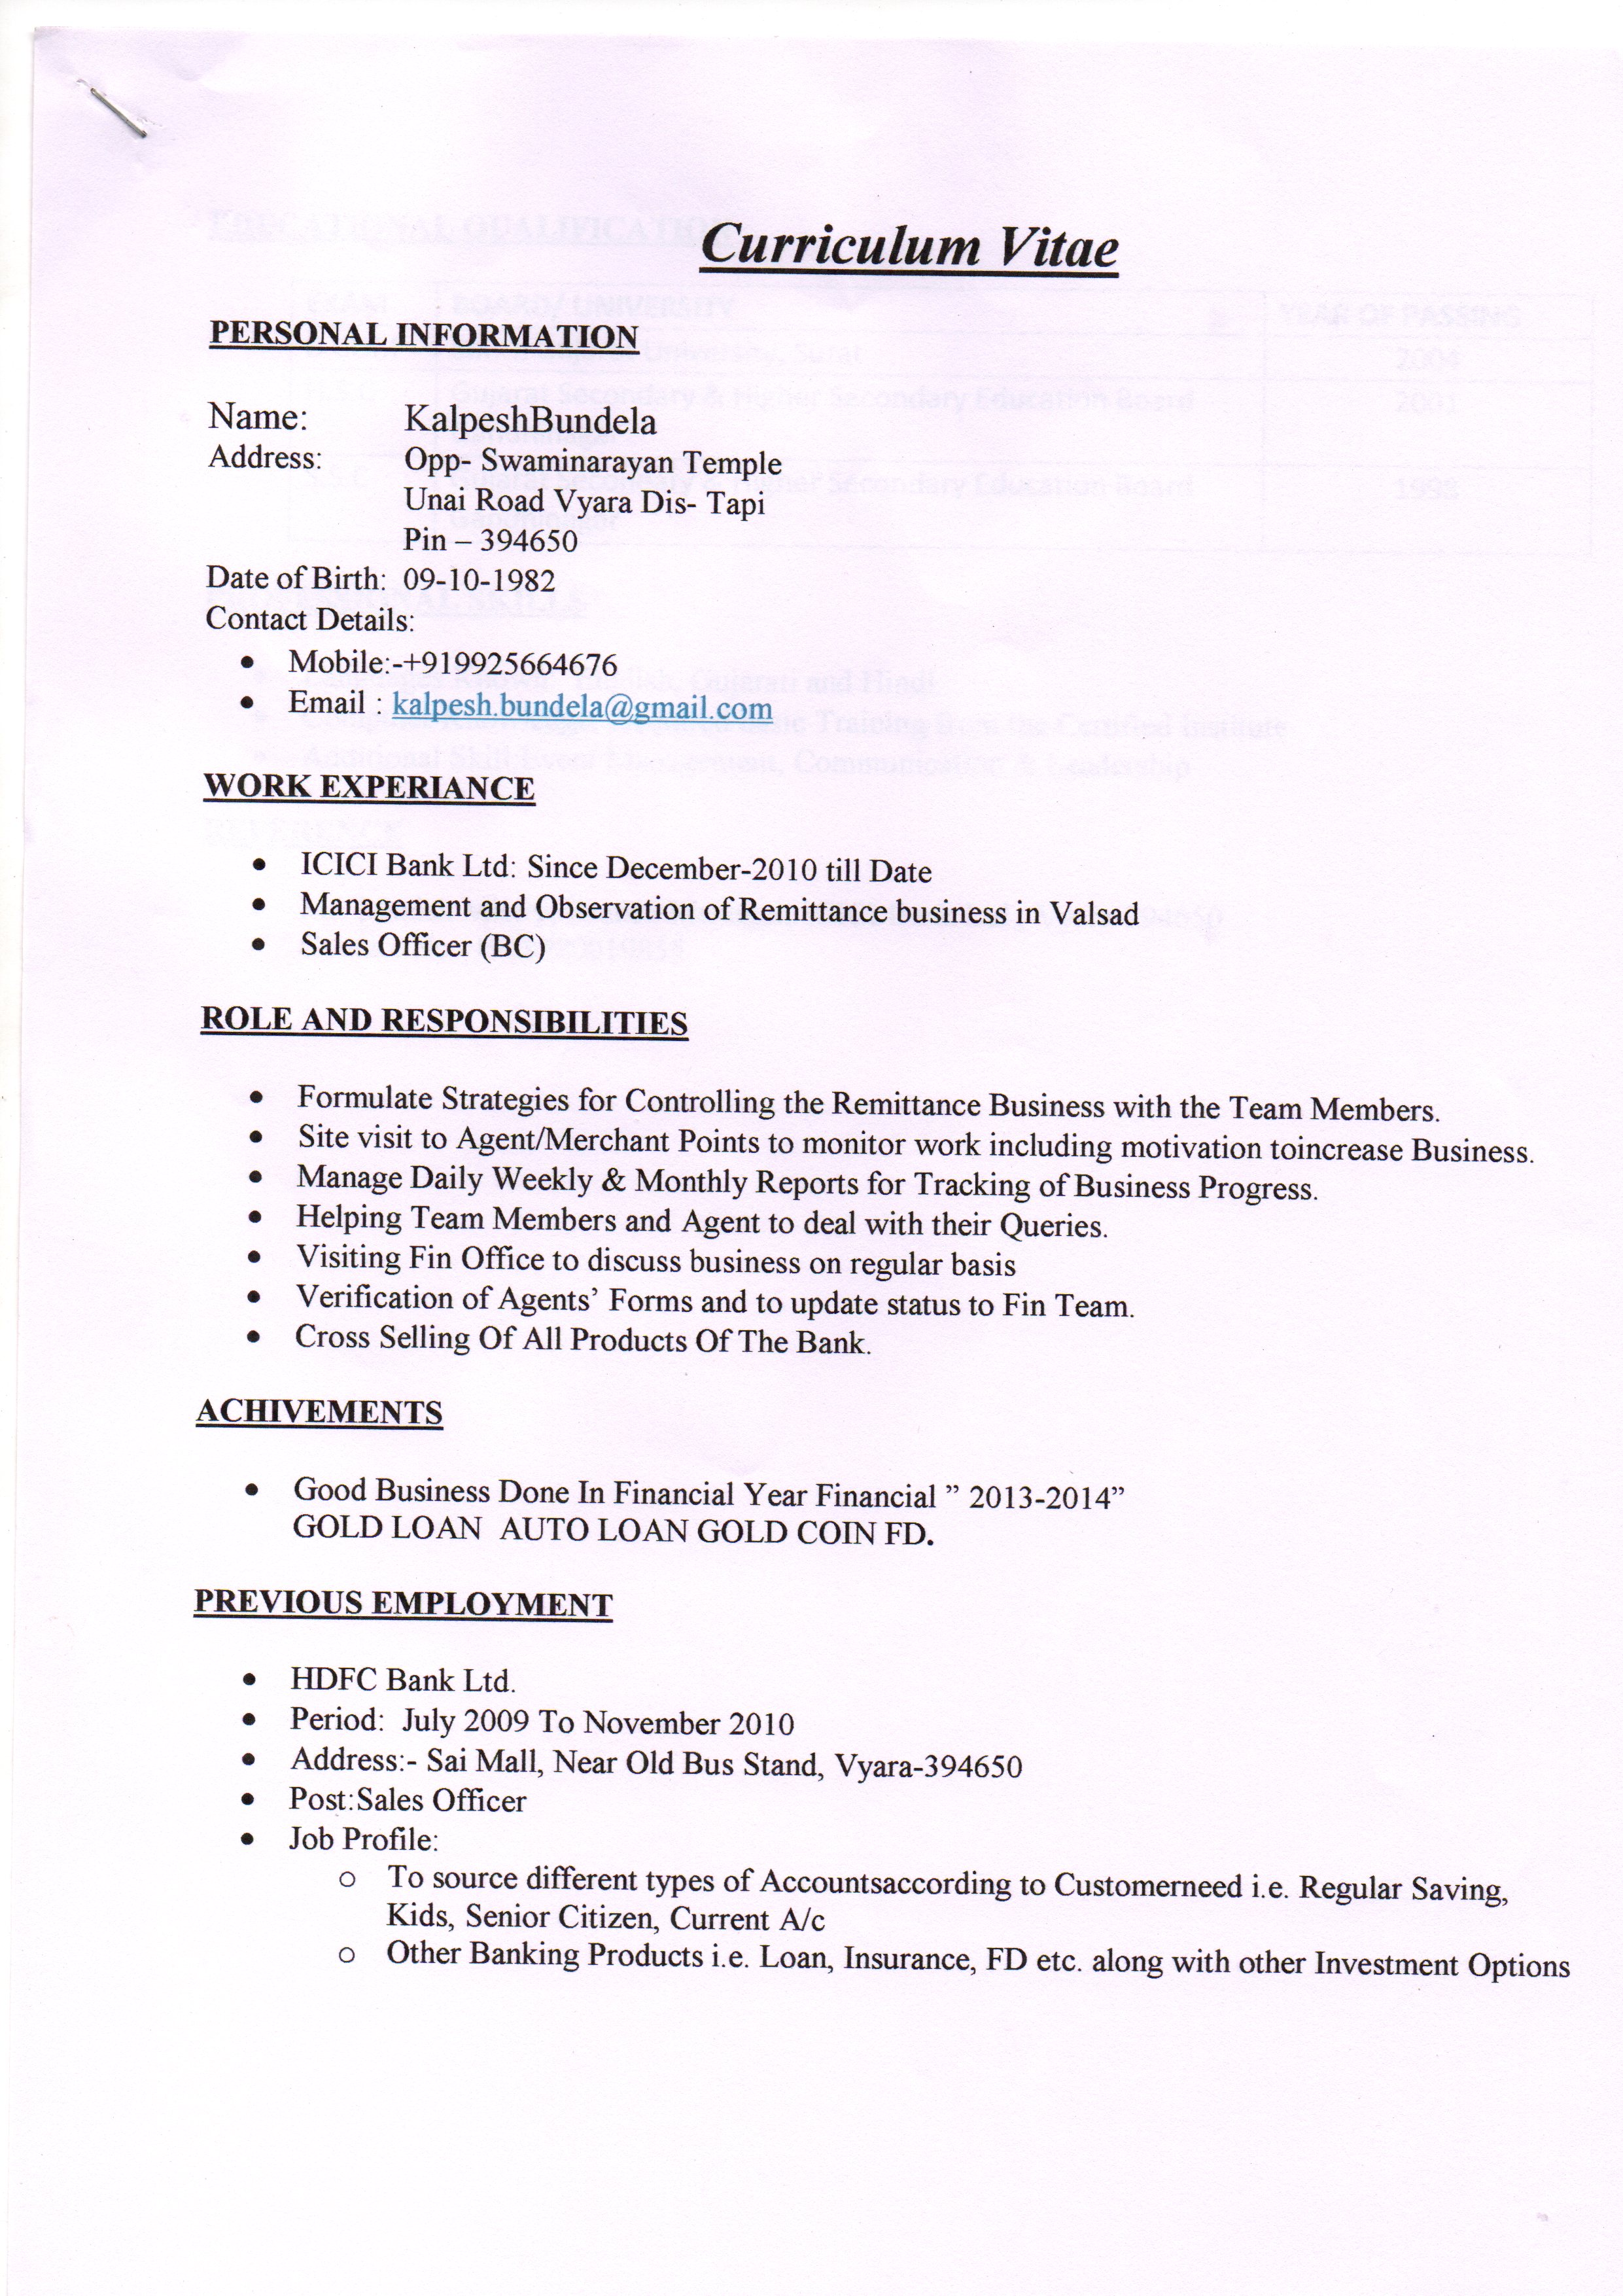 Curriculum Vitae
PERSONAL INFORMATION
Name: KalpeshBundela
Address: Opp- Swaminarayan Temple
Unai Road Vyara Dis- Tapi
Pin – 394650
Date of Birth: 09-10-1982
Contact Details:
• Mobile:-+919925664676
• Email : kalpesh.bundela@gmail.com
WORK EXPERIANCE
• ICICI Bank Ltd: Since December-2010 till Date
• Management and Observation of Remittance business in Valsad
• Sales Officer (BC)
ROLE AND RESPONSIBILITIES
• Formulate Strategies for Controlling the Remittance Business with the Team Members.
• Site visit to Agent/Merchant Points to monitor work including motivation toincrease Business.
• Manage Daily Weekly & Monthly Reports for Tracking of Business Progress.
• Helping Team Members and Agent to deal with their Queries.
• Visiting Fin Office to discuss business on regular basis
• Verification of Agents’ Forms and to update status to Fin Team.
• Cross Selling Of All Products Of The Bank.
ACHIVEMENTS
• Good Business Done In Financial Year Financial ” 2013-2014”
GOLD LOAN AUTO LOAN GOLD COIN FD.
PREVIOUS EMPLOYMENT
• HDFC Bank Ltd.
• Period: July 2009 To November 2010
• Address:- Sai Mall, Near Old Bus Stand, Vyara-394650
• Post:Sales Officer
• Job Profile:
o To source different types of Accountsaccording to Customerneed i.e. Regular Saving,
Kids, Senior Citizen, Current A/c
o Other Banking Products i.e. Loan, Insurance, FD etc. along with other Investment Options